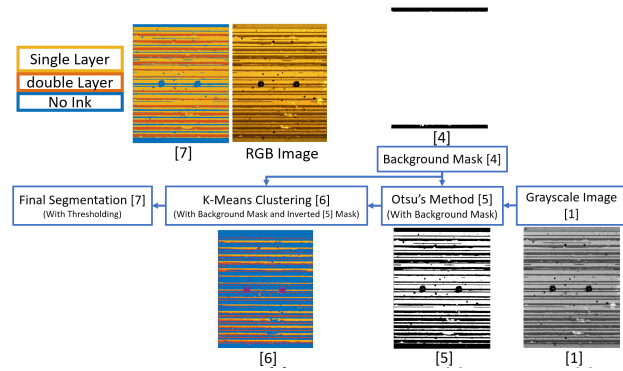 Single Layer
double Layer
No Ink
[7]
RGB Image
[4]
Background Mask [4]
Final Segmentation [7]
(With Thresholding)
K-Means Clustering [6]
(With Background Mask and Inverted [5] Mask)
Otsu's Method [5]
(With Background Mask)
Grayscale Image
[1]
[6]
[5]
[1]